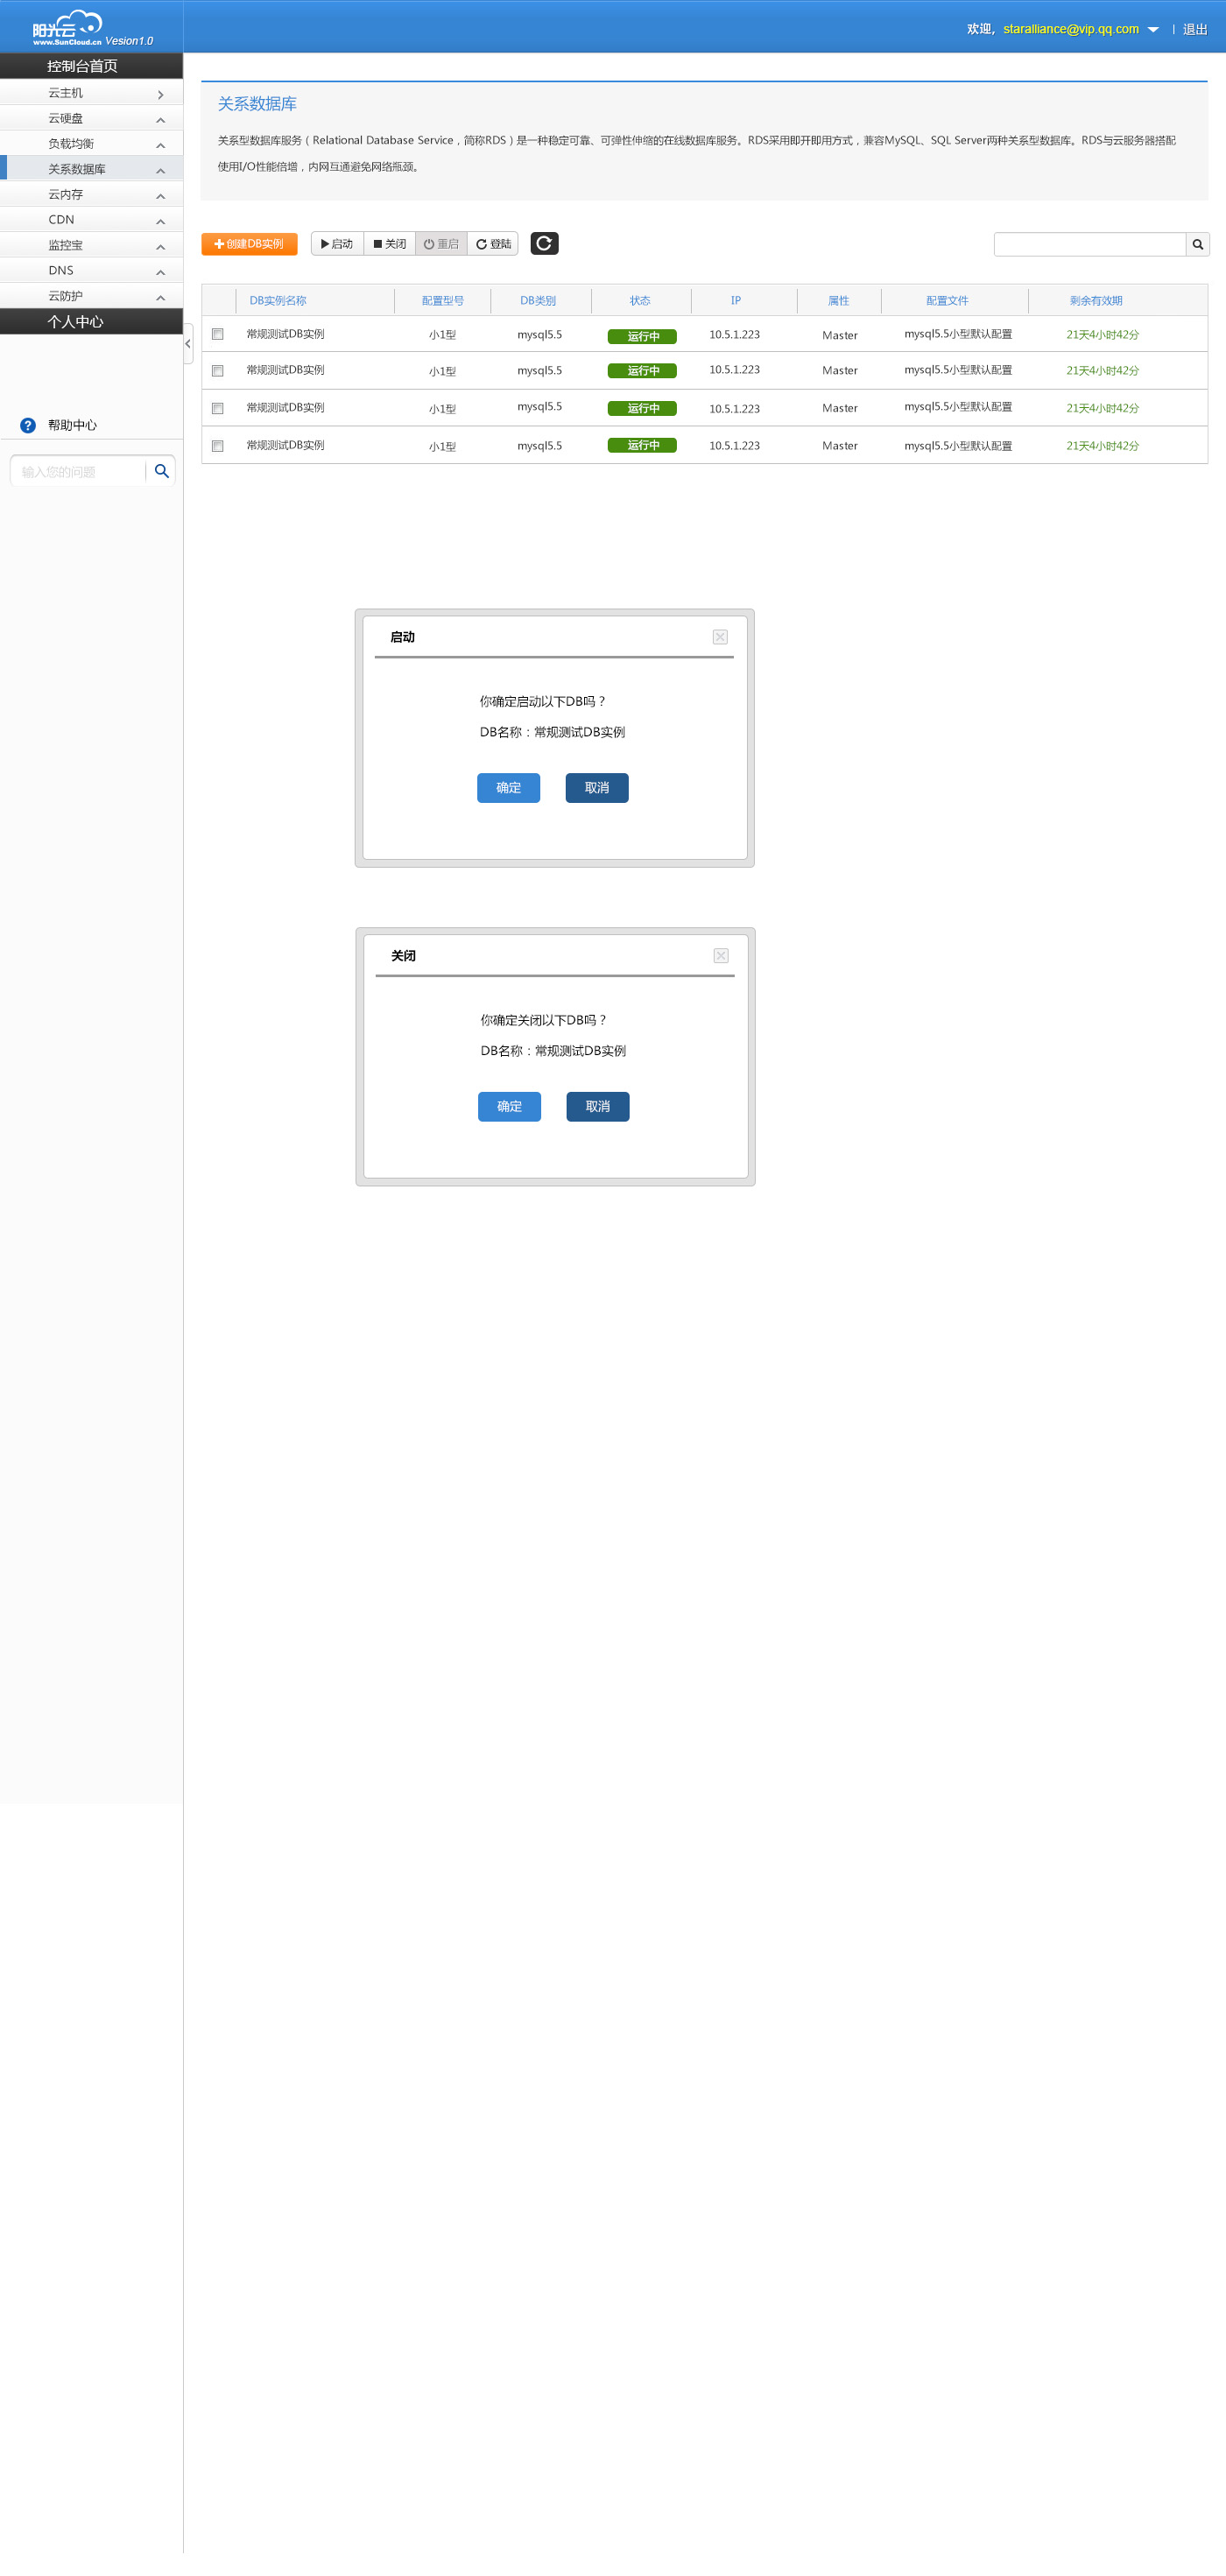 阳光云
www.SunCloud.cn Vesion1.0
欢迎，staralliance@vip.qq.com | 退出
控制台首页
云主机
云硬盘
负载均衡
关系数据库
云内存
CDN
监控宝
DNS
云防护
个人中心
帮助中心
输入您的问题
关系数据库
关系型数据库服务（Relational Database Service，简称RDS）是一种稳定可靠、可弹性伸缩的在线数据库服务。RDS采用即开即用方式，兼容MySQL、SQL Server两种关系型数据库。RDS与云服务器搭配
使用I/O性能倍增，内网互通避免网络瓶颈。
创建DB实例 启动 关闭 重启 登陆
DB实例名称 配置型号 DB类别 状态 IP 属性 配置文件 剩余有效期
常规测试DB实例 小1型 mysql5.5 运行中 10.5.1.223 Master mysql5.5小型默认配置 21天4小时42分
常规测试DB实例 小1型 mysql5.5 运行中 10.5.1.223 Master mysql5.5小型默认配置 21天4小时42分
常规测试DB实例 小1型 mysql5.5 运行中 10.5.1.223 Master mysql5.5小型默认配置 21天4小时42分
常规测试DB实例 小1型 mysql5.5 运行中 10.5.1.223 Master mysql5.5小型默认配置 21天4小时42分
启动
你确定启动以下DB吗？
DB名称：常规测试DB实例
确定 取消
关闭
你确定关闭以下DB吗？
DB名称：常规测试DB实例
确定 取消